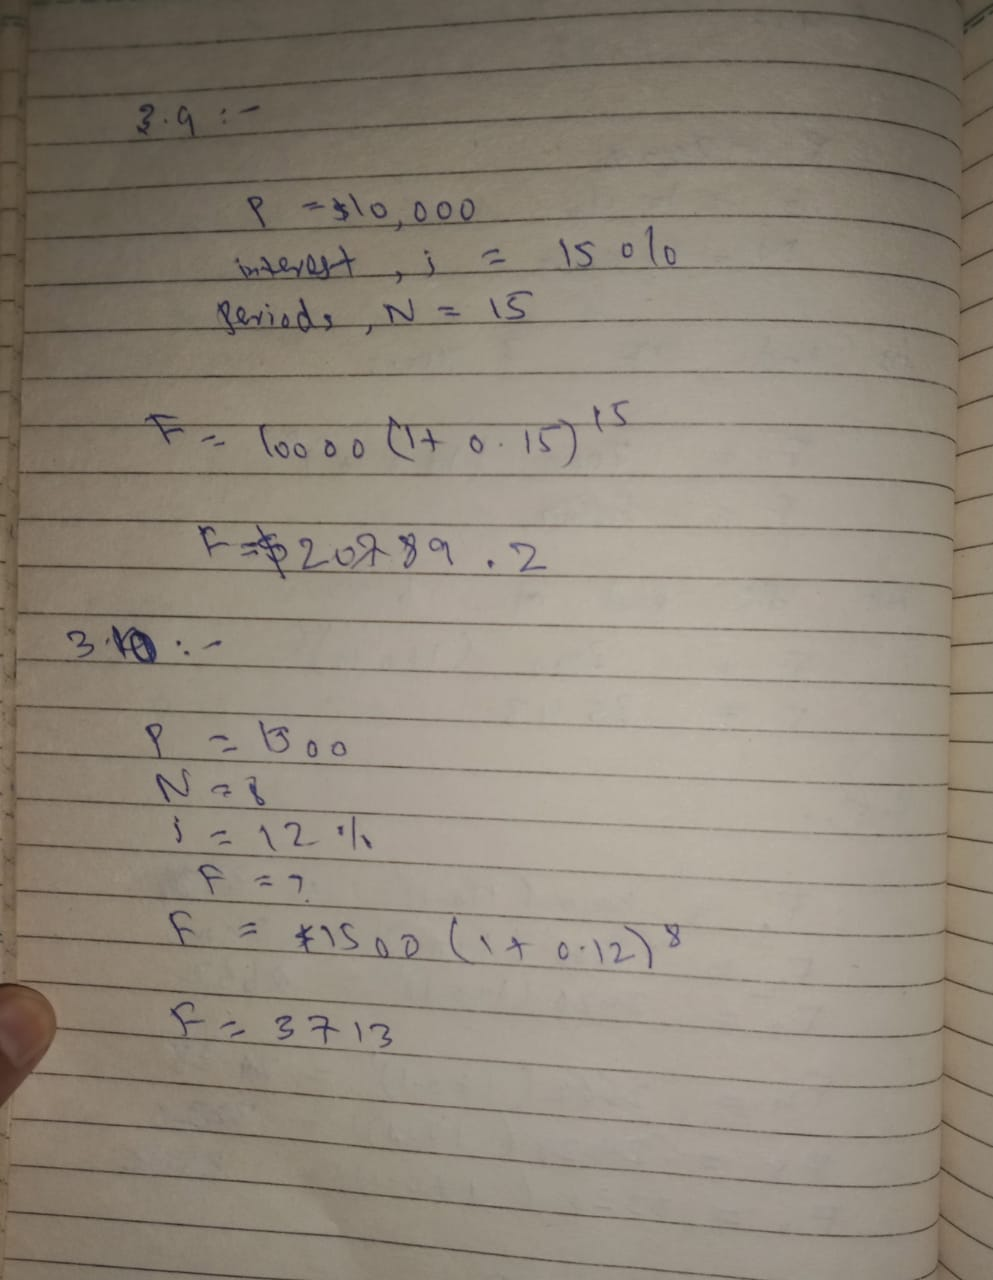 3.9 :-
P = $10,000
interest, i = 15 %
Periods, N = 15
F = 10000 (1+ 0.15)^15
F = $20789.2
3.10 :-
P = 1500
N = 8
i = 12 %
F = ?
F = $1500 (1+ 0.12)^8
F = 3713